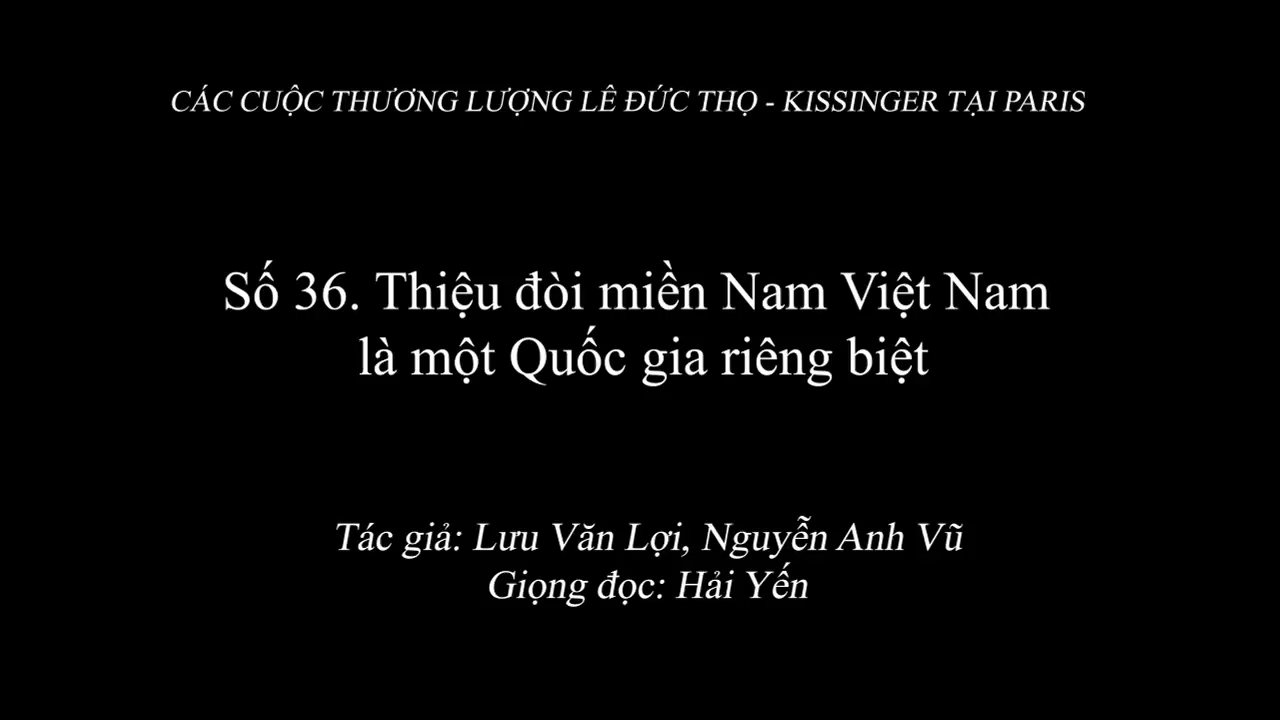 CÁC CUỘC THƯƠNG LƯỢNG LÊ ĐỨC THỌ - KISSINGER TẠI PARIS
Số 36. Thiệu đòi miền Nam Việt Nam
là một Quốc gia riêng biệt
Tác giả: Lưu Văn Lợi, Nguyễn Anh Vũ
Giọng đọc: Hải Yến